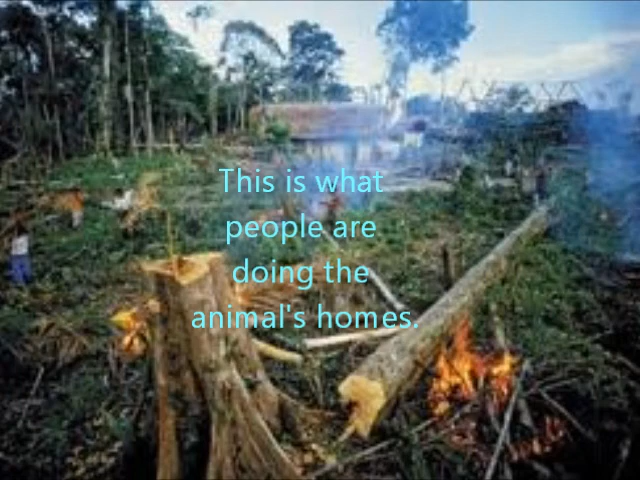 This is what
people are
doing the
animal's homes.